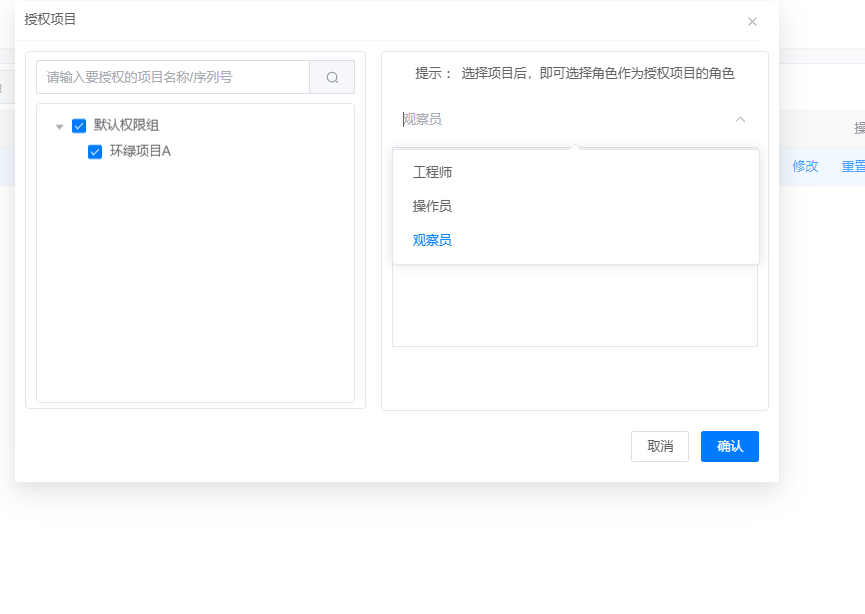 授权项目
请输入要授权的项目名称/序列号
默认权限组
环绿项目A
提示： 选择项目后，即可选择角色作为授权项目的角色
观察员
工程师
操作员
观察员
取消
确认
修改
重置